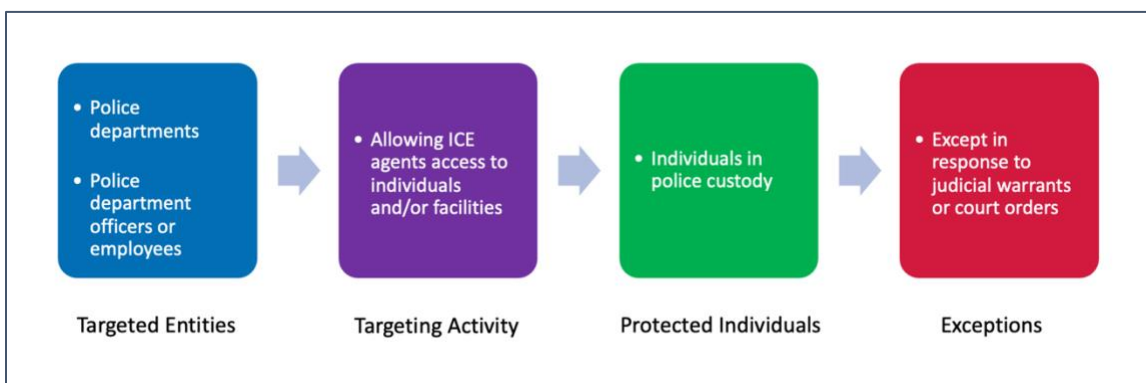 • Police
departments
• Police
department
officers or
employees
• Allowing ICE
agents access to
individuals
and/or facilities
• Individuals in
police custody
• Except in
response to
judicial warrants
or court orders
Targeted Entities
Targeting Activity
Protected Individuals
Exceptions